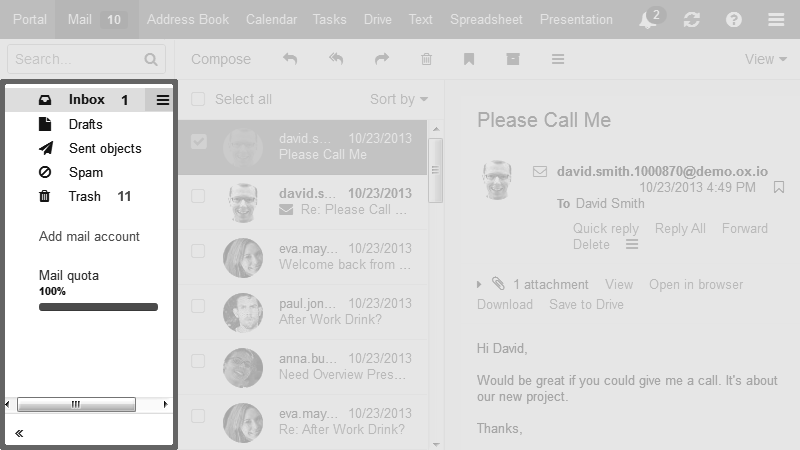 Portal Mail 10 Address Book Calendar Tasks Drive Text Spreadsheet Presentation 2
Search... Compose View
Inbox 1
Drafts
Sent objects
Spam
Trash 11
Add mail account
Mail quota
100%
Select all Sort by
david.s... 10/23/2013
Please Call Me
david.s... 10/23/2013
Re: Please Call ...
eva.may... 10/23/2013
Welcome back from ...
paul.jon... 10/23/2013
After Work Drink?
anna.bu... 10/23/2013
Need Overview Pres...
eva.may... 10/23/2013
Re: After Work Drink?
Please Call Me
david.smith.1000870@demo.ox.io
10/23/2013 4:49 PM
To David Smith
Quick reply Reply All Forward
Delete
1 attachment View Open in browser
Download Save to Drive
Hi David,
Would be great if you could give me a call. It's about
our new project.
Thanks,